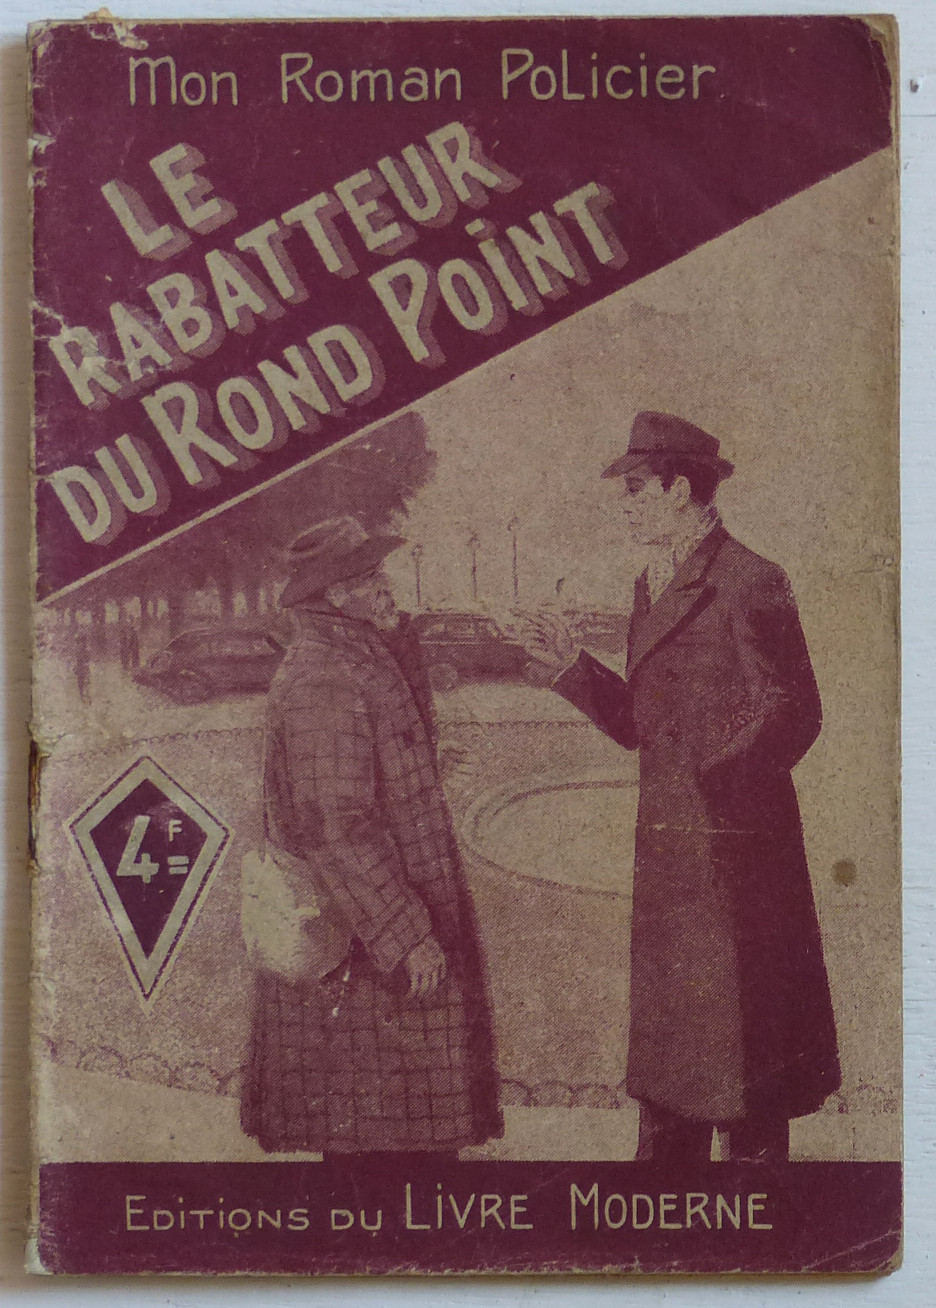 Mon Roman Policier
LE
RABATTEUR
DU ROND POINT
4F=
EDITIONS DU LIVRE MODERNE